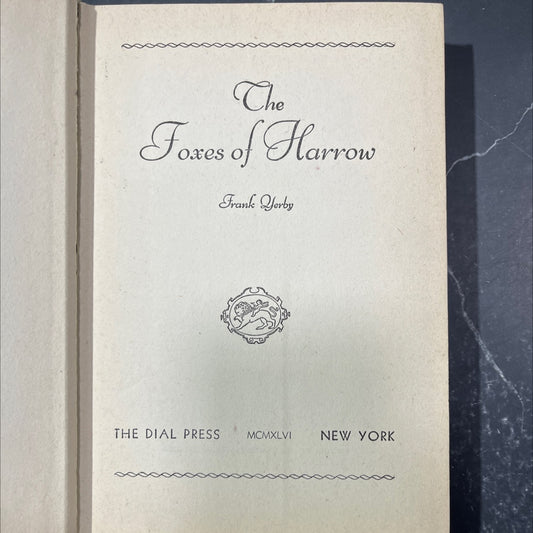 The
Foxes of Harrow
Frank Yerby
THE DIAL PRESS MCMXLVI NEW YORK